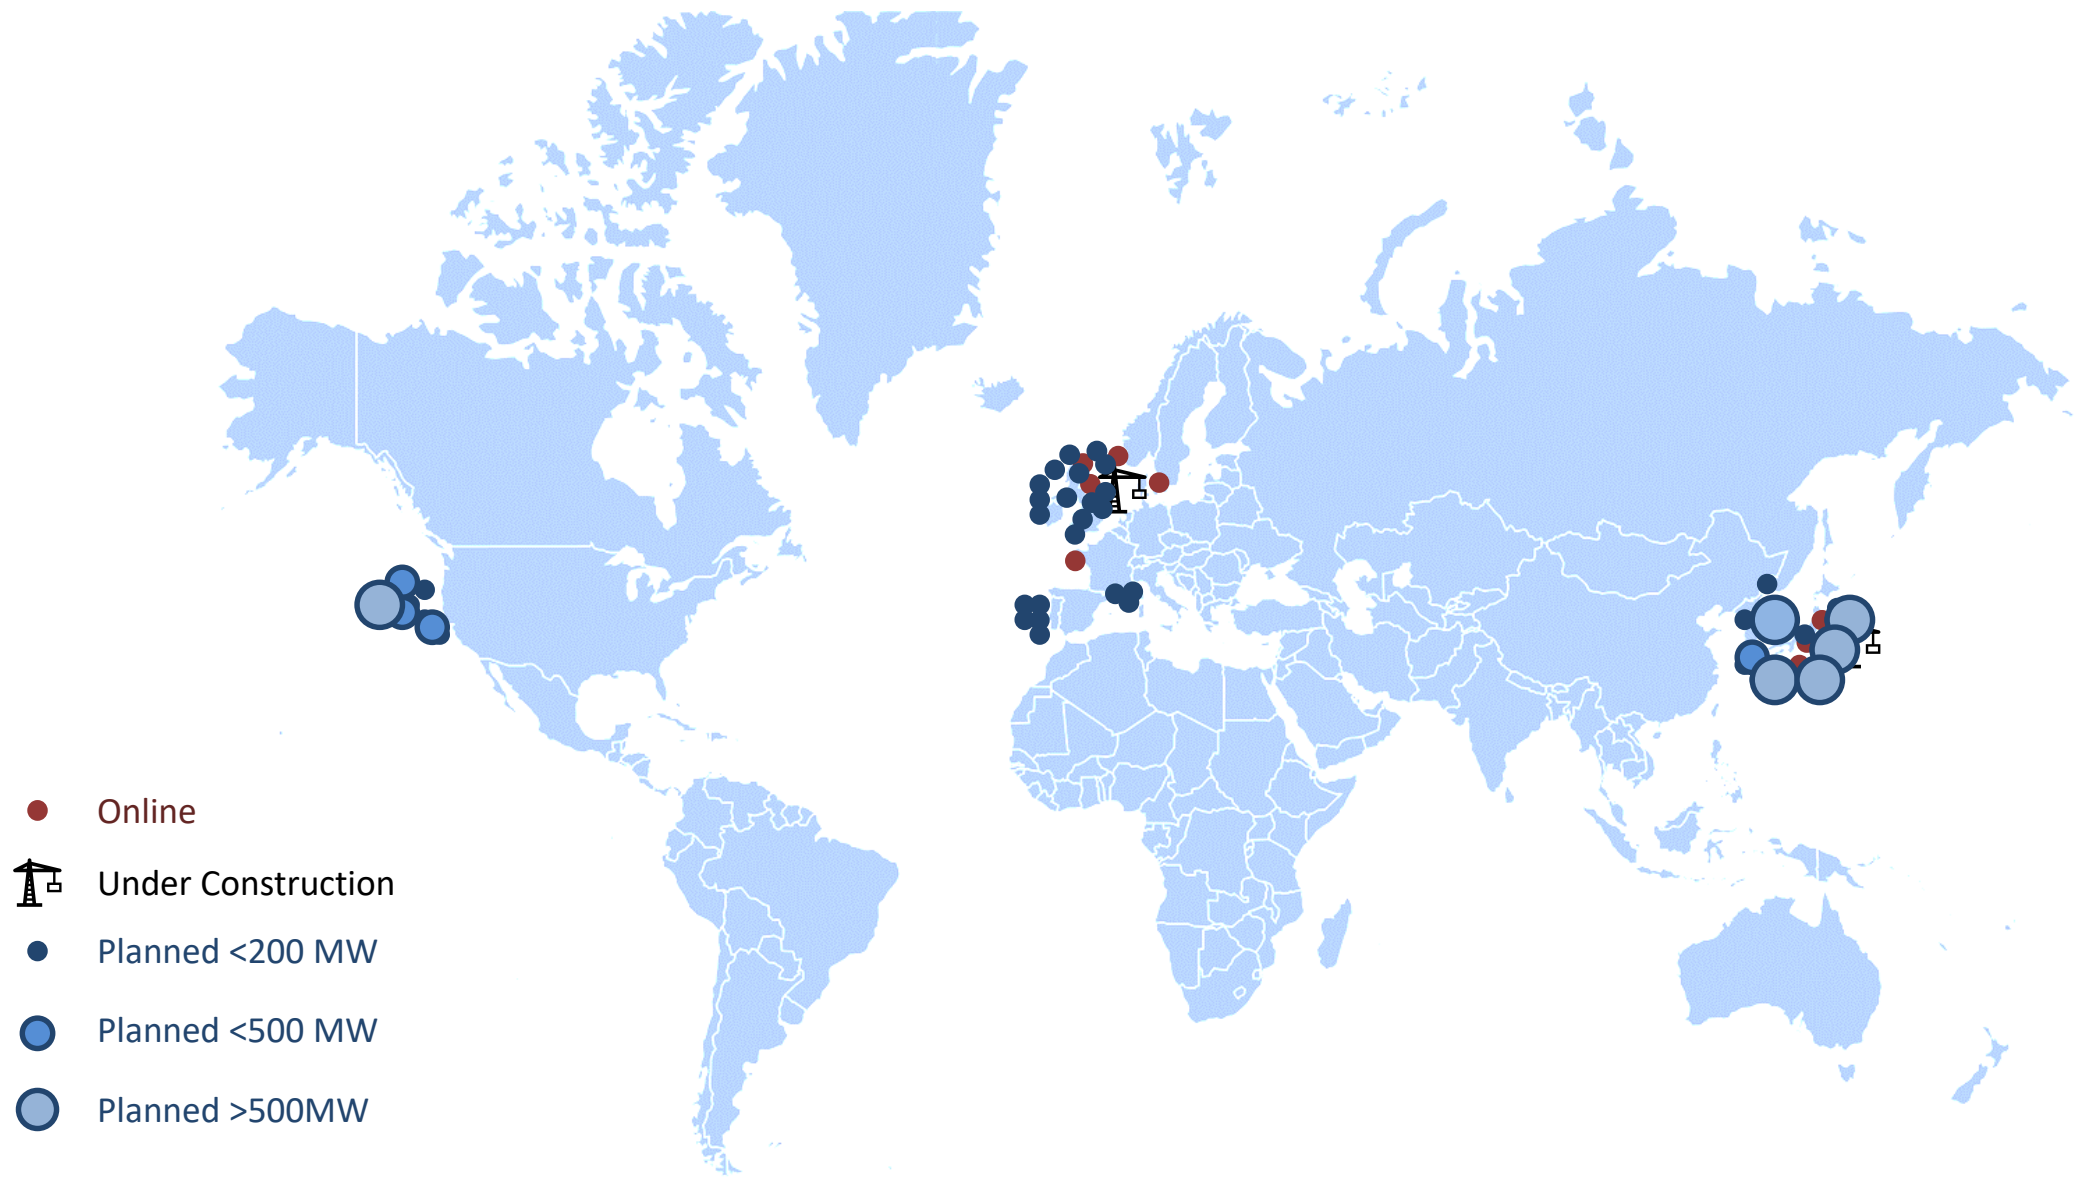 Online
Under Construction
Planned <200 MW
Planned <500 MW
Planned >500MW